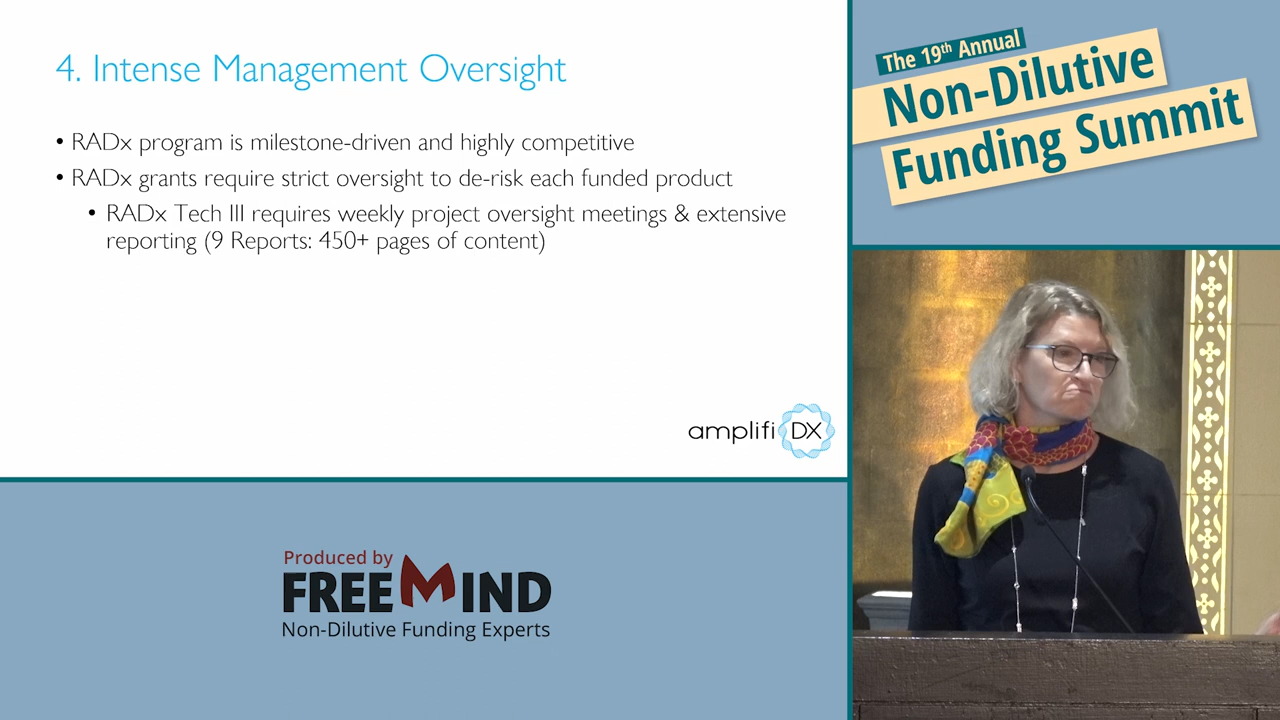 4. Intense Management Oversight
• RADx program is milestone-driven and highly competitive
• RADx grants require strict oversight to de-risk each funded product
• RADx Tech III requires weekly project oversight meetings & extensive
reporting (9 Reports: 450+ pages of content)
amplifi DX
Produced by
FREEMIND
Non-Dilutive Funding Experts
The 19th Annual
Non-Dilutive
Funding Summit